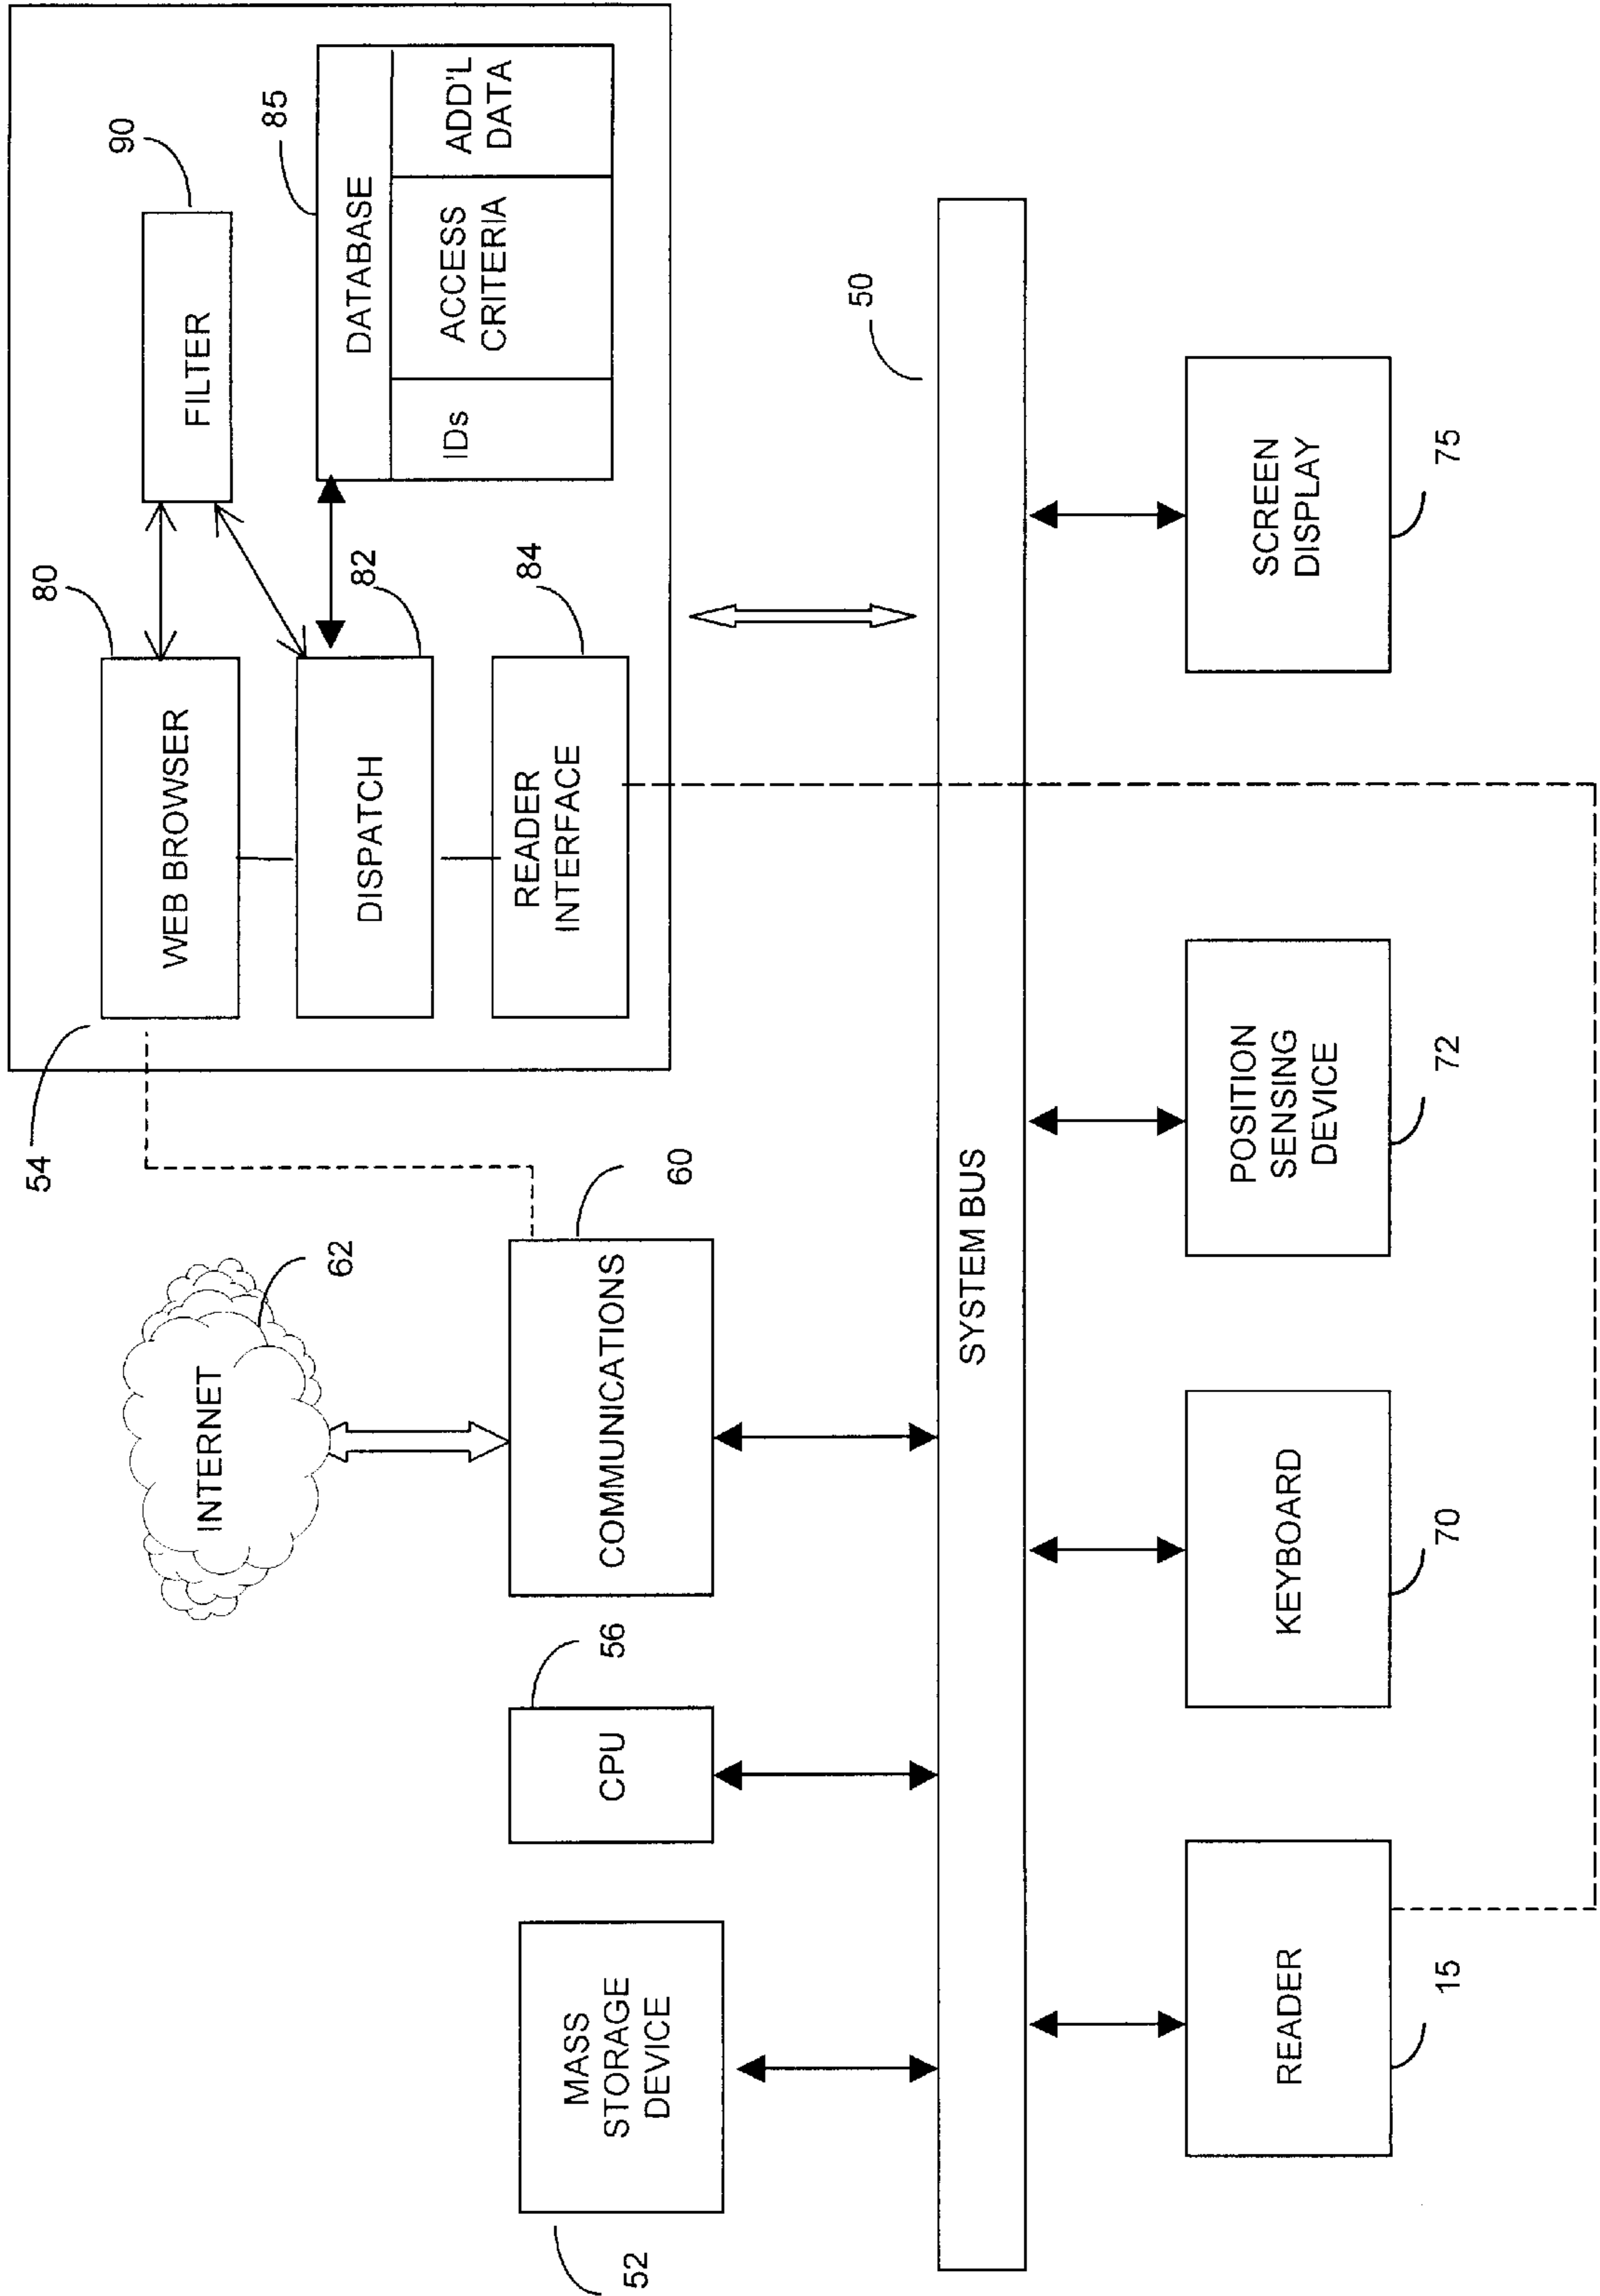 54
80
WEB BROWSER
90
FILTER
82
DISPATCH
85
DATABASE
IDs
ACCESS
CRITERIA
ADD'L
DATA
84
READER
INTERFACE
INTERNET
62
52
MASS
STORAGE
DEVICE
56
CPU
60
COMMUNICATIONS
50
SYSTEM BUS
READER
15
KEYBOARD
70
POSITION
SENSING
DEVICE
72
SCREEN
DISPLAY
75